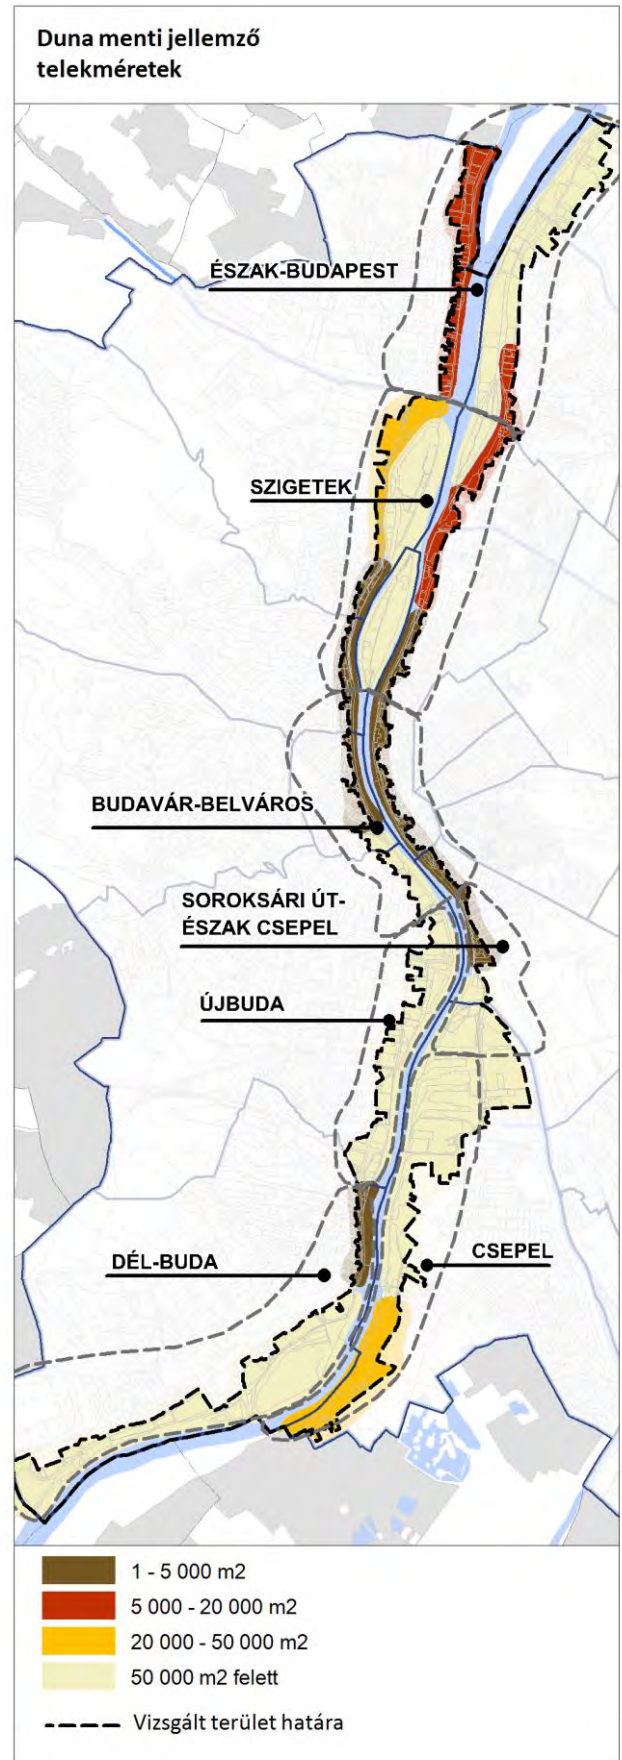 Duna menti jellemző
telekméretek
ÉSZAK-BUDAPEST
SZIGETEK
BUDAVÁR-BELVÁROS
SOROKSÁRI ÚT-
ÉSZAK CSEPEL
ÚJBUDA
DÉL-BUDA
CSEPEL
1 - 5 000 m2
5 000 - 20 000 m2
20 000 - 50 000 m2
50 000 m2 felett
Vizsgált terület határa